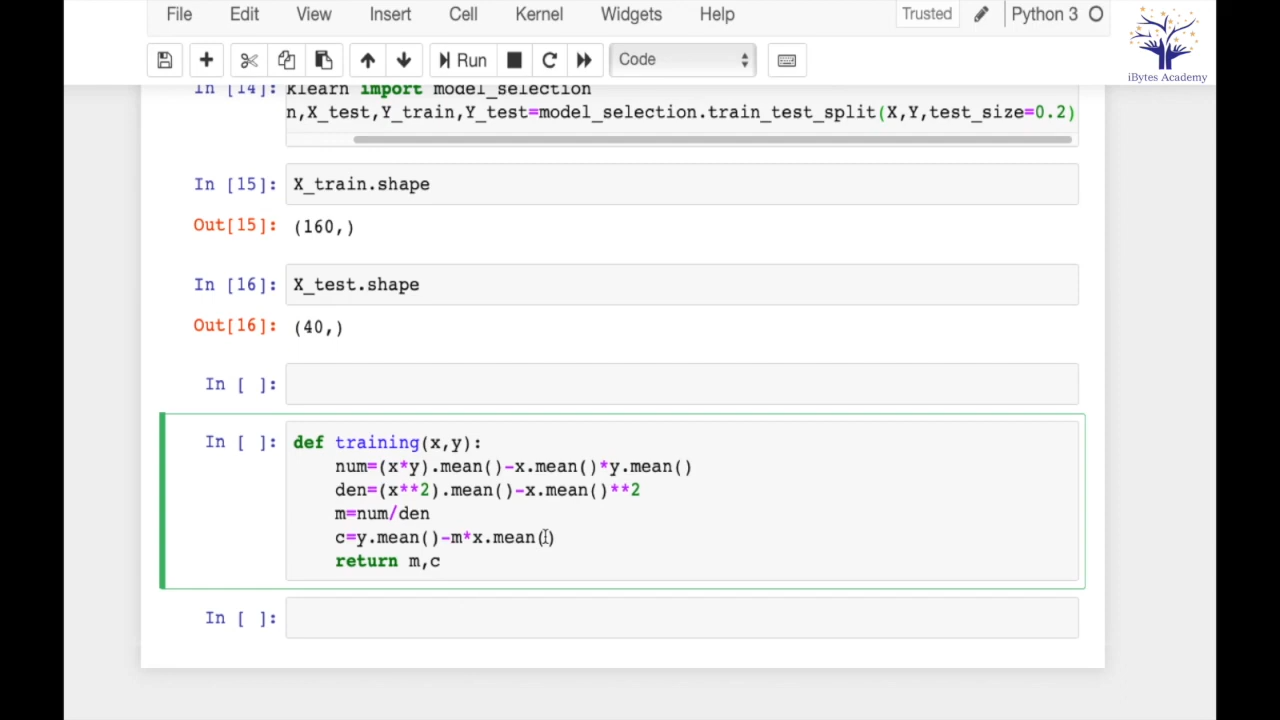 File Edit View Insert Cell Kernel Widgets Help Trusted Python 3
Run Code
iBytes Academy
In [14]: klearn import model_selection
n,X_test,Y_train,Y_test=model_selection.train_test_split(X,Y,test_size=0.2)
In [15]: X_train.shape
Out[15]: (160,)
In [16]: X_test.shape
Out[16]: (40,)
In [ ]:
In [ ]: def training(x,y):
num=(x*y).mean()-x.mean()*y.mean()
den=(x**2).mean()-x.mean()**2
m=num/den
c=y.mean()-m*x.mean()
return m,c
In [ ]: